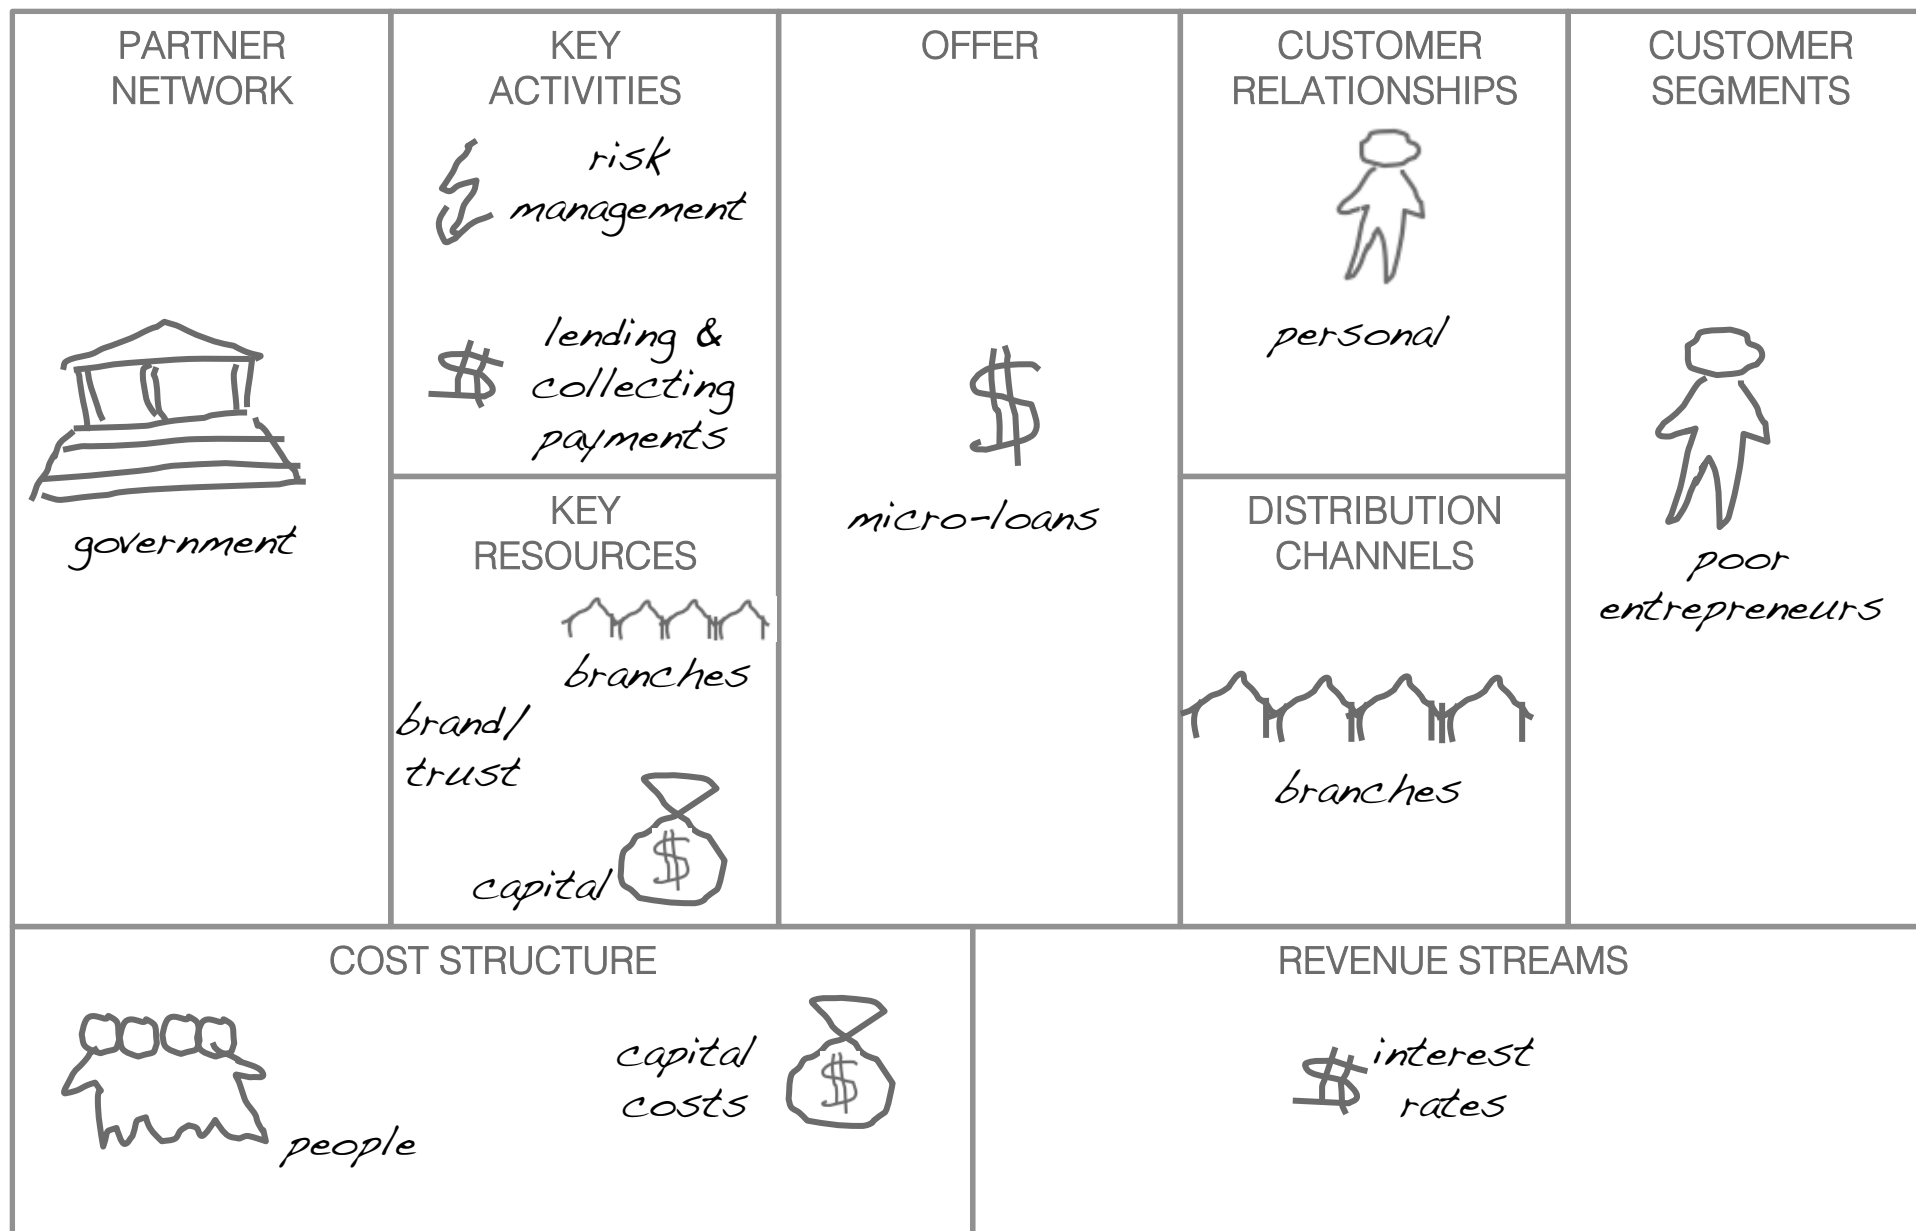 PARTNER
NETWORK
government
KEY
ACTIVITIES
risk
management
$
lending &
collecting
payments
KEY
RESOURCES
branches
brand/
trust
$
capital
OFFER
$
micro-loans
CUSTOMER
RELATIONSHIPS
personal
DISTRIBUTION
CHANNELS
branches
CUSTOMER
SEGMENTS
poor
entrepreneurs
COST STRUCTURE
people
capital
costs
$
REVENUE STREAMS
$
interest
rates